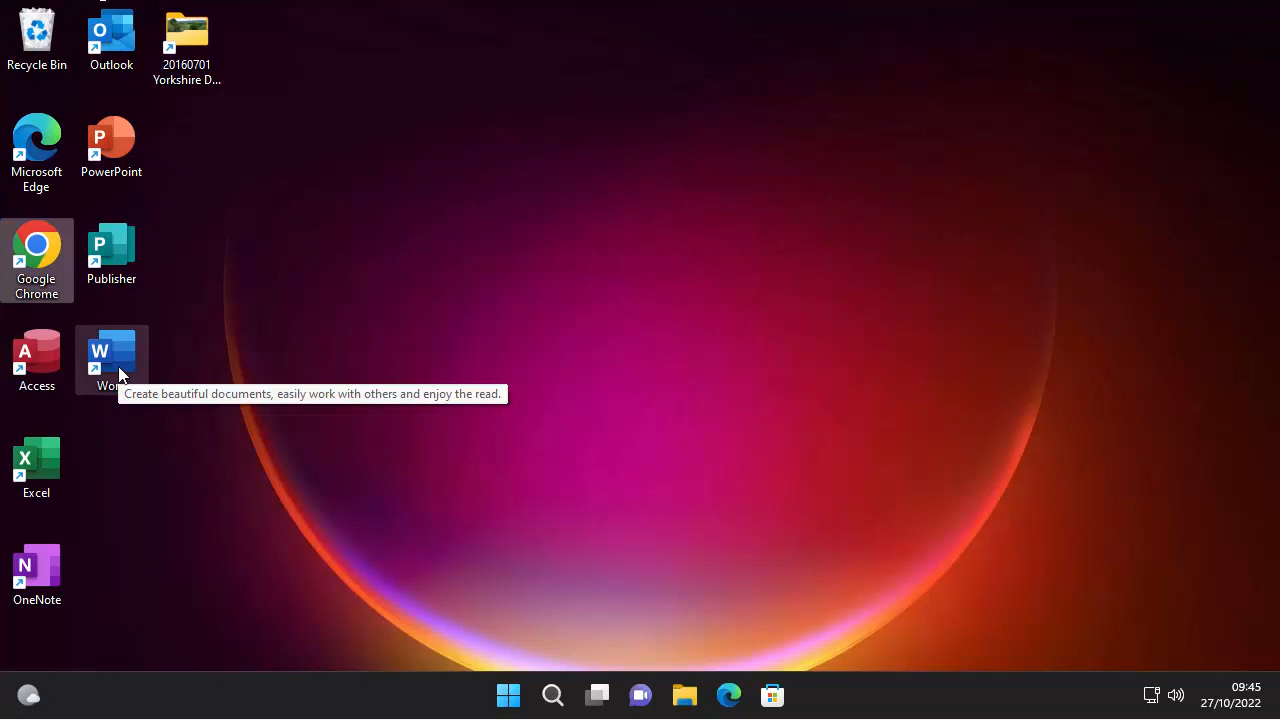 Recycle Bin
Outlook
20160701
Yorkshire D...
Microsoft
Edge
PowerPoint
Google
Chrome
Publisher
Access
Create beautiful documents, easily work with others and enjoy the read.
Excel
OneNote
09:45
27/10/2022